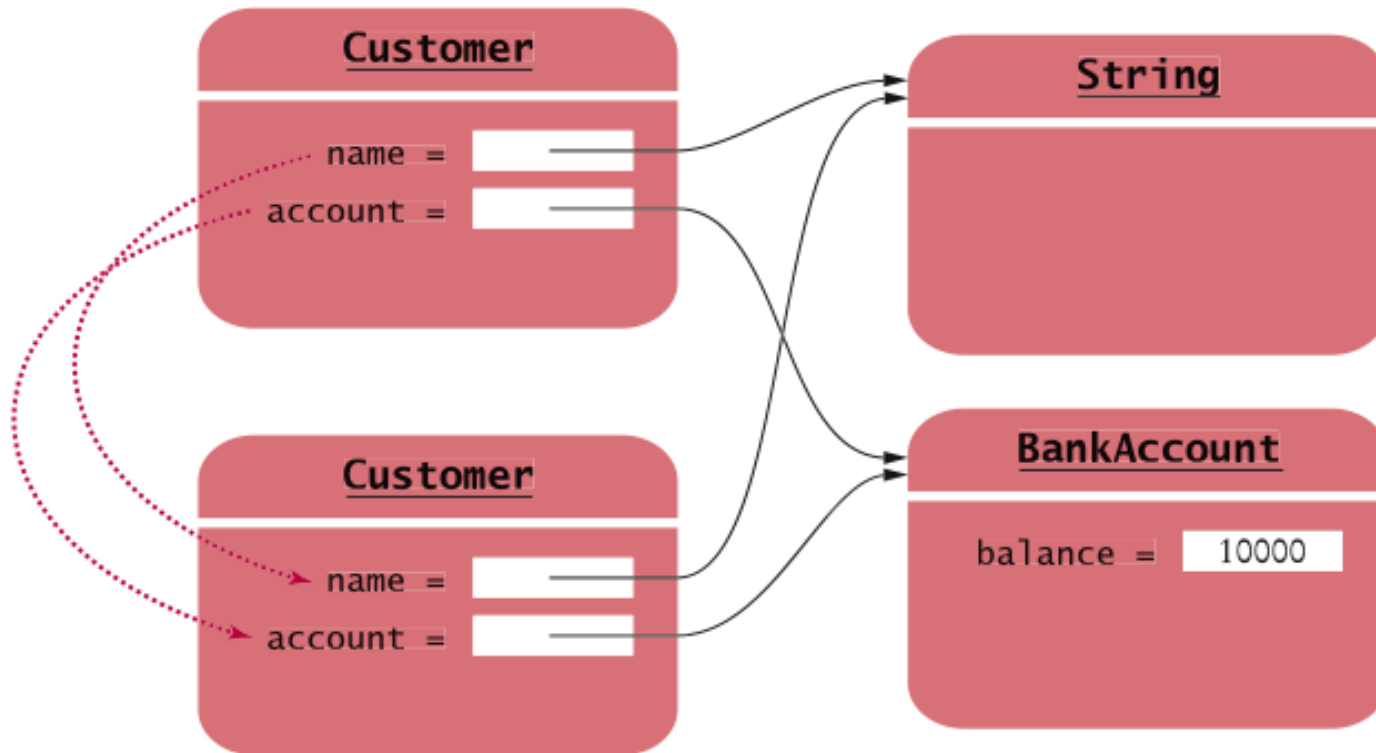 Customer
name =
account =
String
Customer
name =
account =
BankAccount
balance = 10000